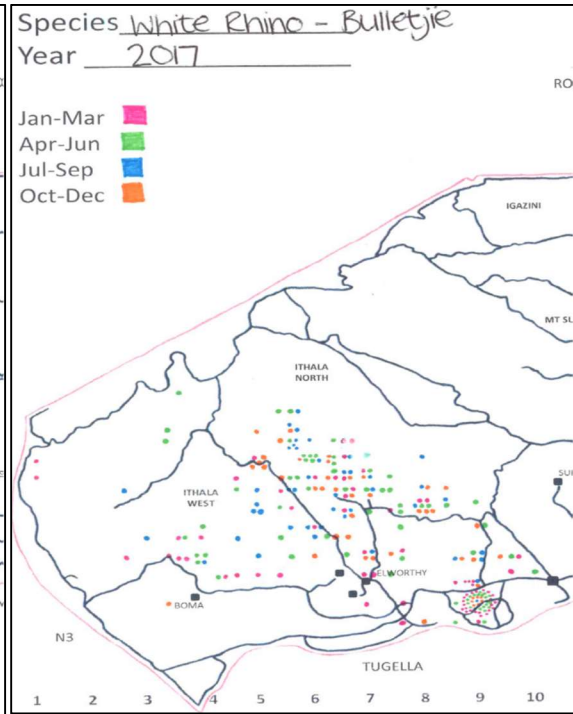 Species White Rhino - Bulletjie
Year 2017
Jan-Mar
Apr-Jun
Jul-Sep
Oct-Dec
RO
IGAZINI
MT SU
ITHALA
NORTH
ITHALA
WEST
SU
ELWORTHY
BOMA
N3
TUGELLA
1 2 3 4 5 6 7 8 9 10